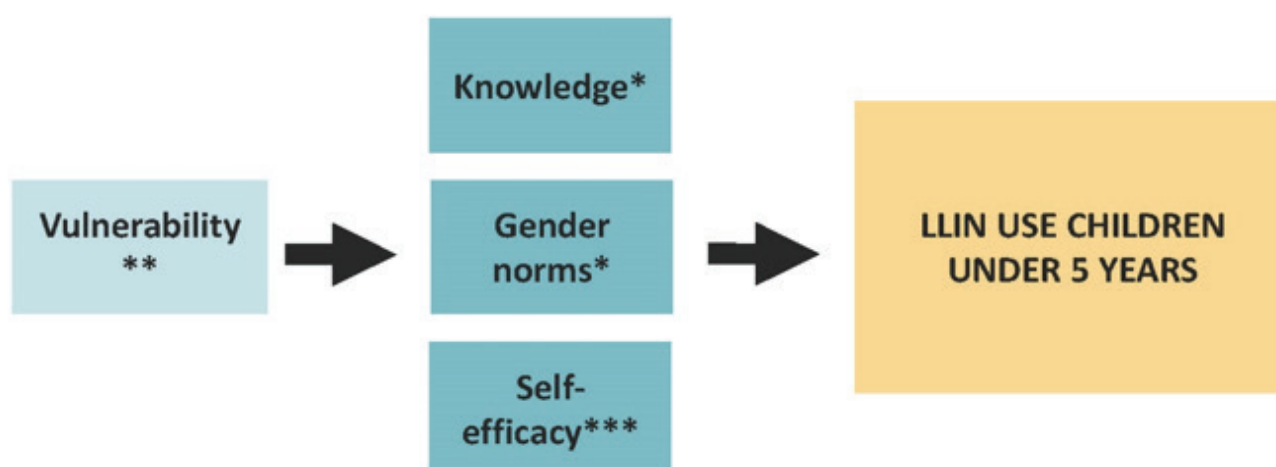 Vulnerability
**
Knowledge*
Gender
norms*
Self-
efficacy***
LLIN USE CHILDREN
UNDER 5 YEARS